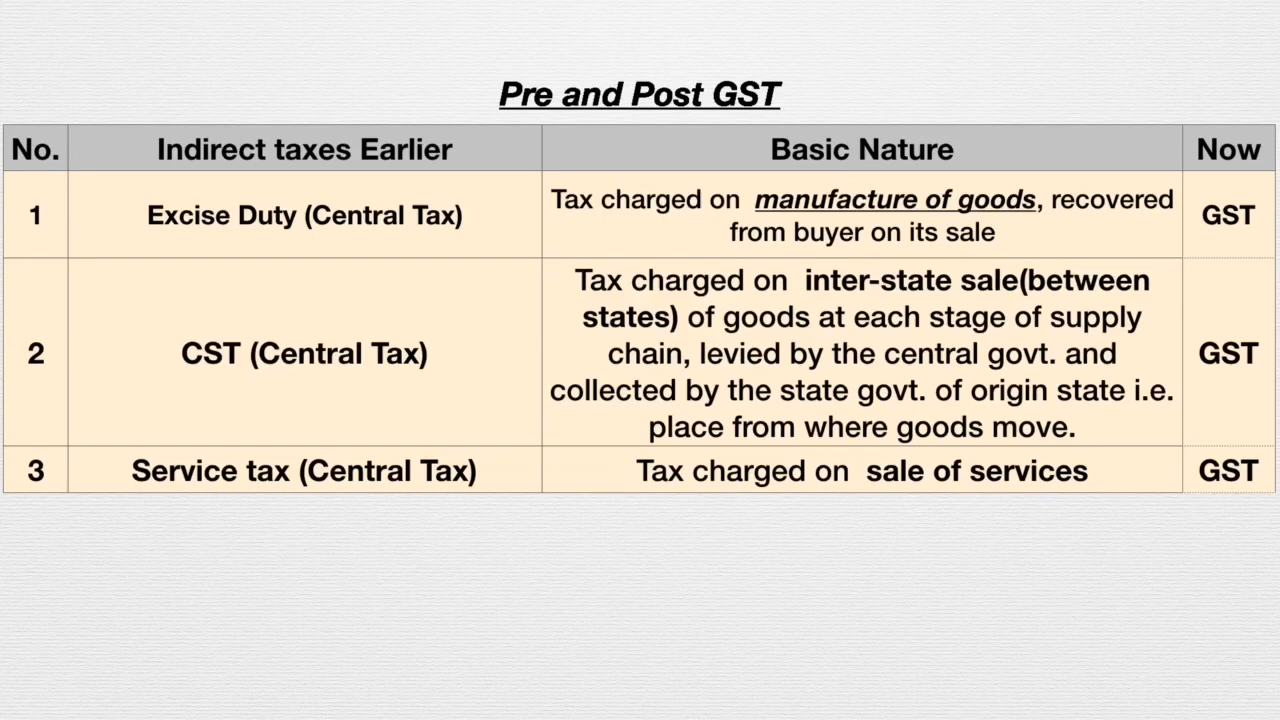 Pre and Post GST
No. Indirect taxes Earlier Basic Nature Now
1 Excise Duty (Central Tax) Tax charged on manufacture of goods, recovered
from buyer on its sale GST
2 CST (Central Tax) Tax charged on inter-state sale(between
states) of goods at each stage of supply
chain, levied by the central govt. and
collected by the state govt. of origin state i.e.
place from where goods move. GST
3 Service tax (Central Tax) Tax charged on sale of services GST